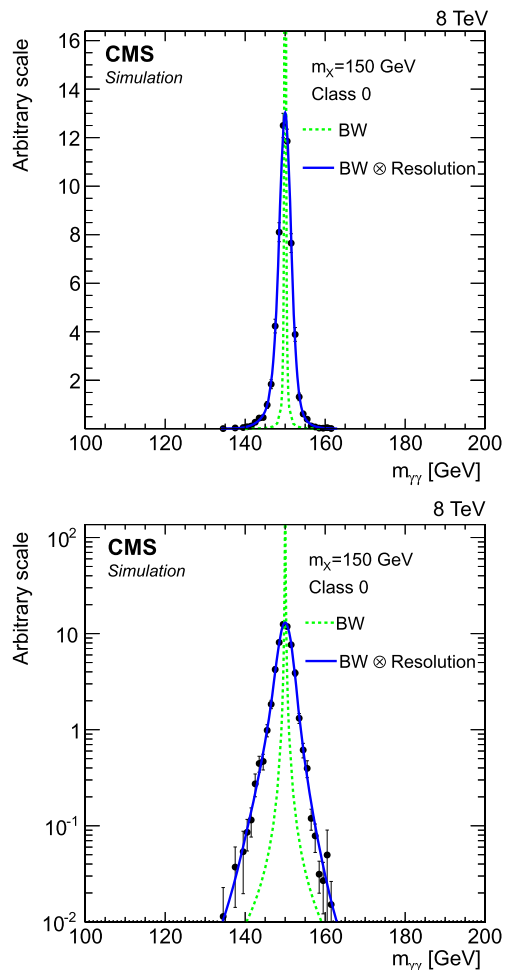 8 TeV
16
14
12
10
8
6
4
2
Arbitrary scale
CMS
Simulation
m_X=150 GeV
Class 0
BW
BW ⊗ Resolution
100 120 140 160 180 200
m_γγ [GeV]
8 TeV
10²
10
1
10⁻¹
10⁻²
Arbitrary scale
CMS
Simulation
m_X=150 GeV
Class 0
BW
BW ⊗ Resolution
100 120 140 160 180 200
m_γγ [GeV]